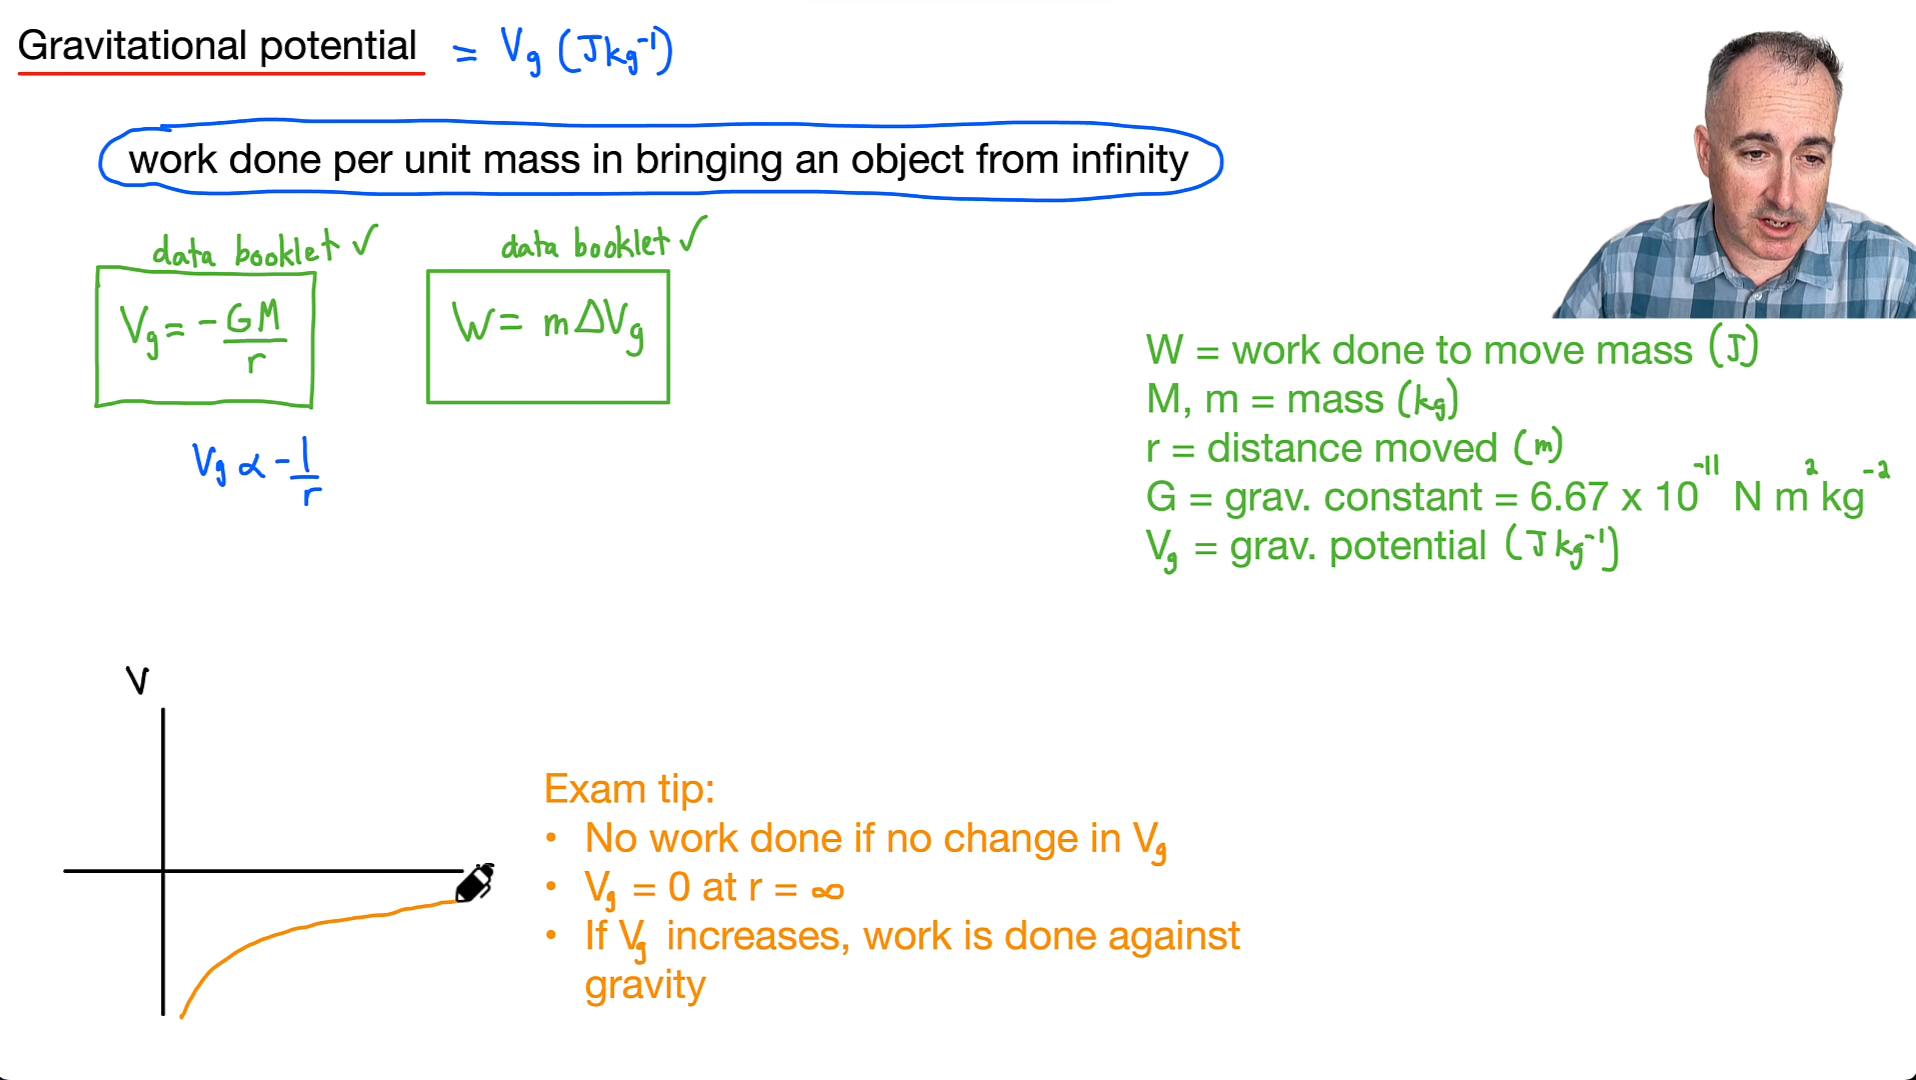 Gravitational potential = Vg (Jkg⁻¹)
work done per unit mass in bringing an object from infinity
data booklet ✓
data booklet ✓
Vg = -GM/r
W = mΔVg
Vg ∝ -1/r
W = work done to move mass (J)
M, m = mass (kg)
r = distance moved (m)
G = grav. constant = 6.67 x 10⁻¹¹ N m²kg⁻²
Vg = grav. potential (Jkg⁻¹)
V
Exam tip:
• No work done if no change in Vg
• Vg = 0 at r = ∞
• If Vg increases, work is done against
gravity